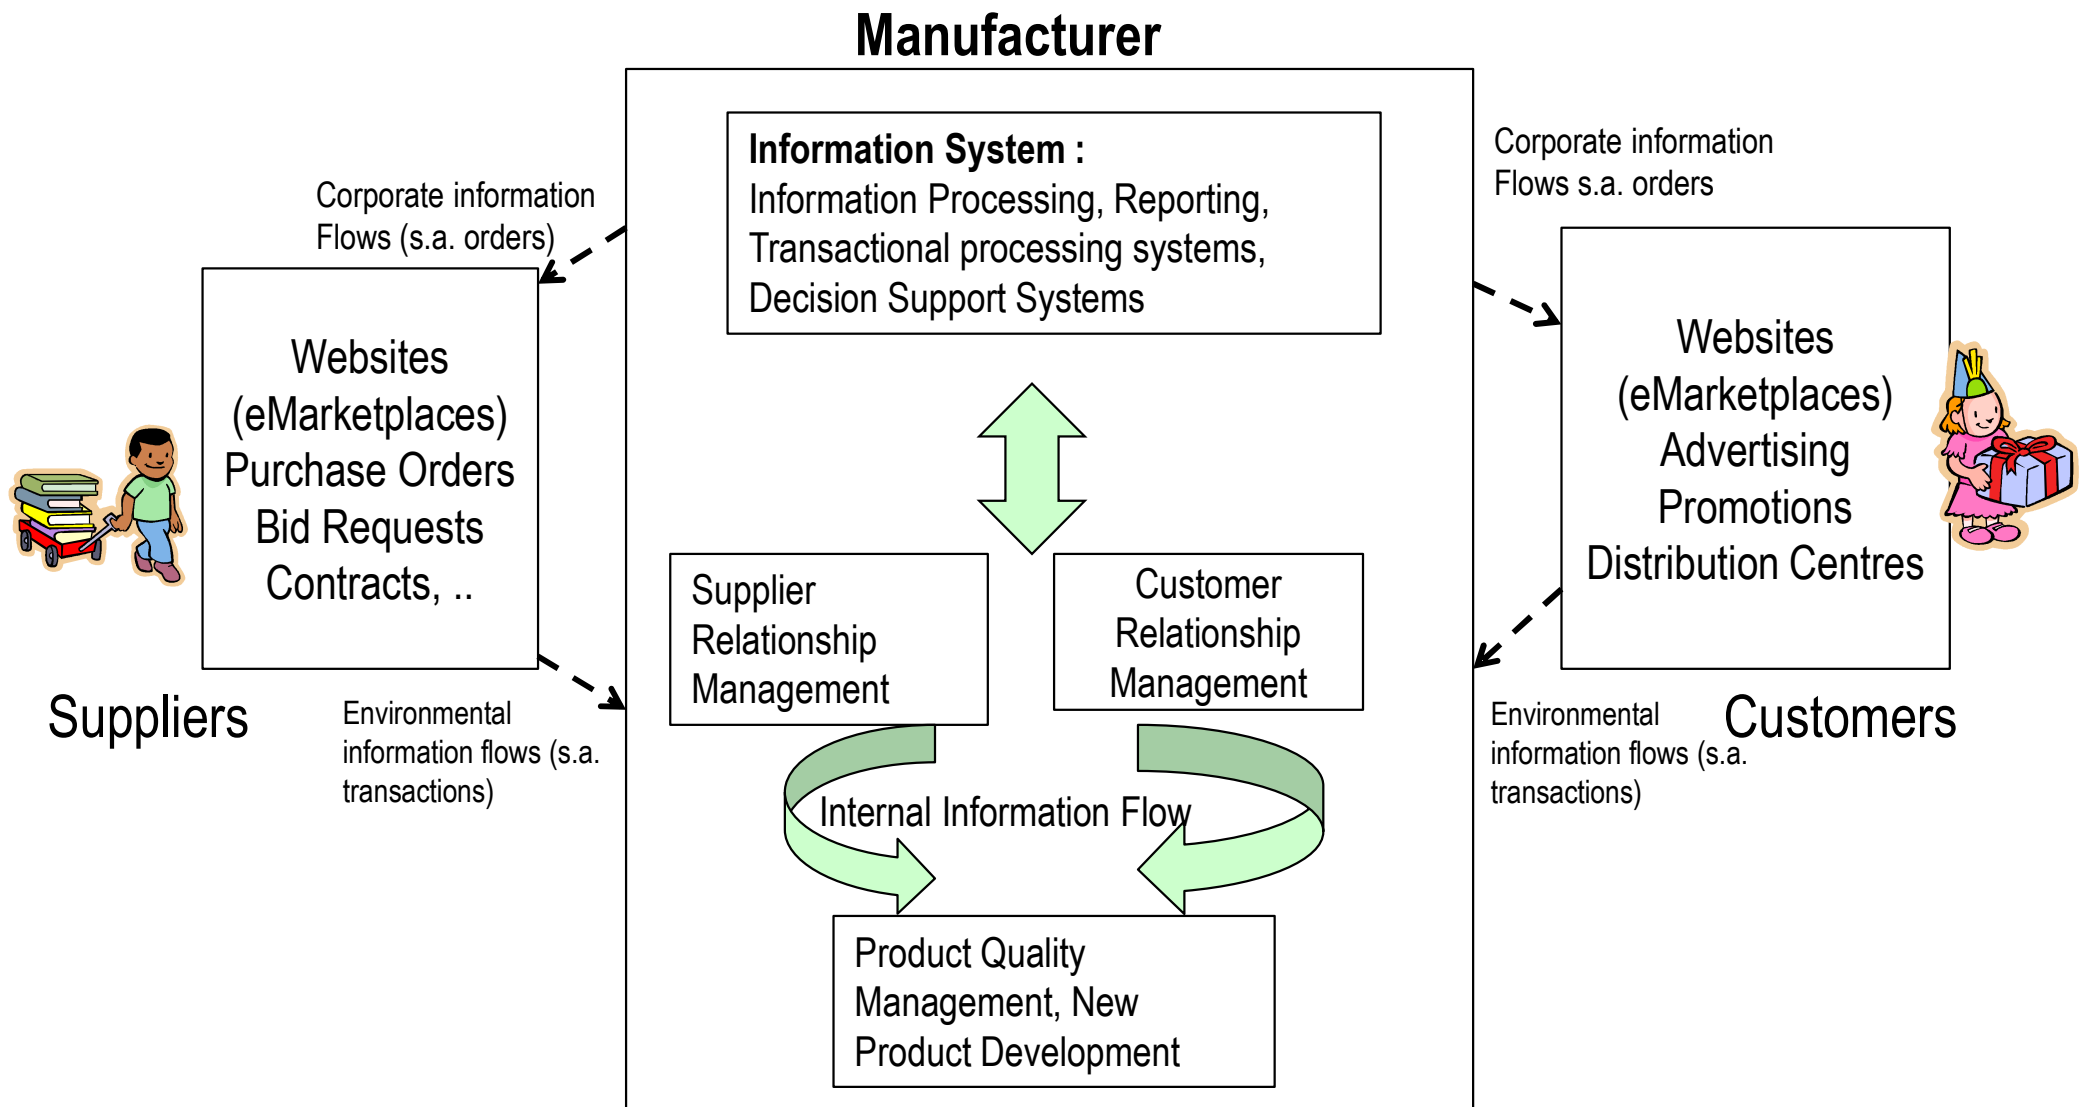 Manufacturer
Information System :
Information Processing, Reporting,
Transactional processing systems,
Decision Support Systems
Corporate information
Flows (s.a. orders)
Corporate information
Flows s.a. orders
Websites
(eMarketplaces)
Purchase Orders
Bid Requests
Contracts, ..
Websites
(eMarketplaces)
Advertising
Promotions
Distribution Centres
Supplier
Relationship
Management
Customer
Relationship
Management
Suppliers
Environmental
information flows (s.a.
transactions)
Environmental
information flows (s.a.
transactions)
Customers
Internal Information Flow
Product Quality
Management, New
Product Development